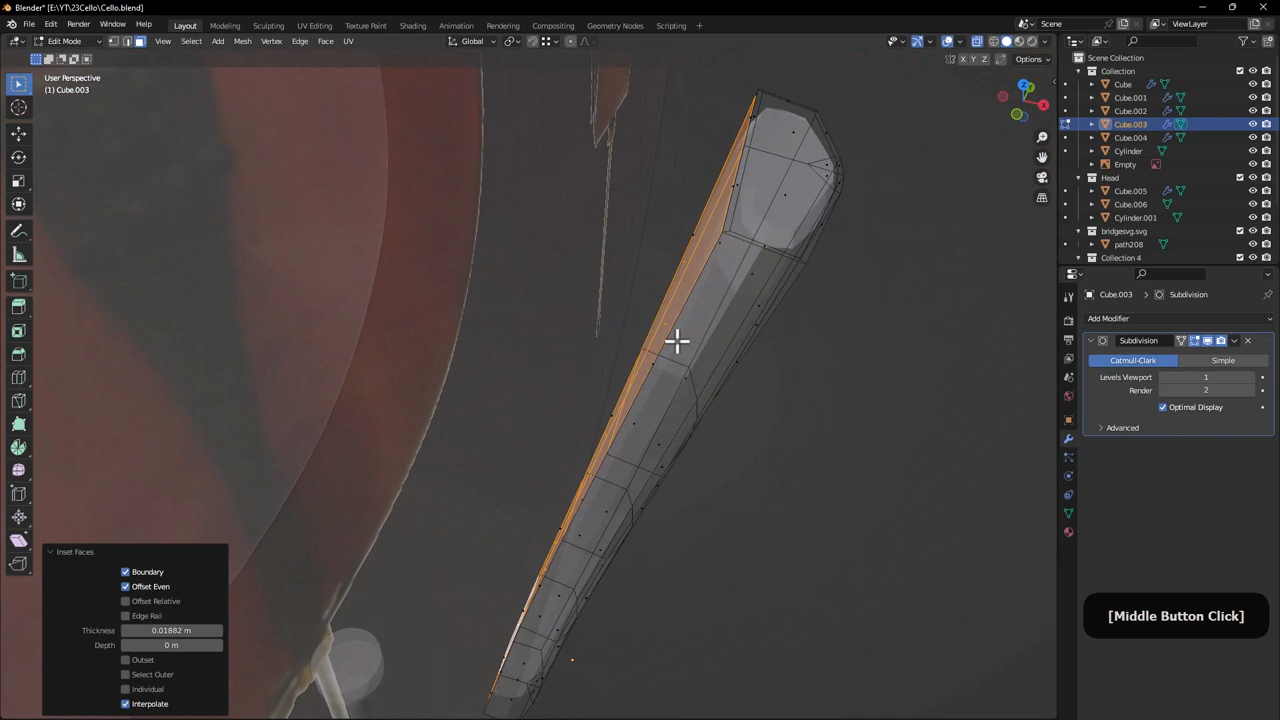 Blender* [E:\YT\23Cello\Cello.blend]
File Edit Render Window Help Layout Modeling Sculpting UV Editing Texture Paint Shading Animation Rendering Compositing Geometry Nodes Scripting + Scene ViewLayer
Edit Mode View Select Add Mesh Vertex Edge Face UV Global
X Y Z Options
User Perspective
(1) Cube.003
Scene Collection
Collection
Cube
Cube.001
Cube.002
Cube.003
Cube.004
Cylinder
Empty
Head
Cube.005
Cube.006
Cylinder.001
bridgesvg.svg
path208
Collection 4
Cube.003 > Subdivision
Add Modifier
Subdivision
Catmull-Clark Simple
Levels Viewport 1
Render 2
Optimal Display
Advanced
Inset Faces
Boundary
Offset Even
Offset Relative
Edge Rail
Thickness 0.01882 m
Depth 0 m
Outset
Select Outer
Individual
Interpolate
[Middle Button Click]